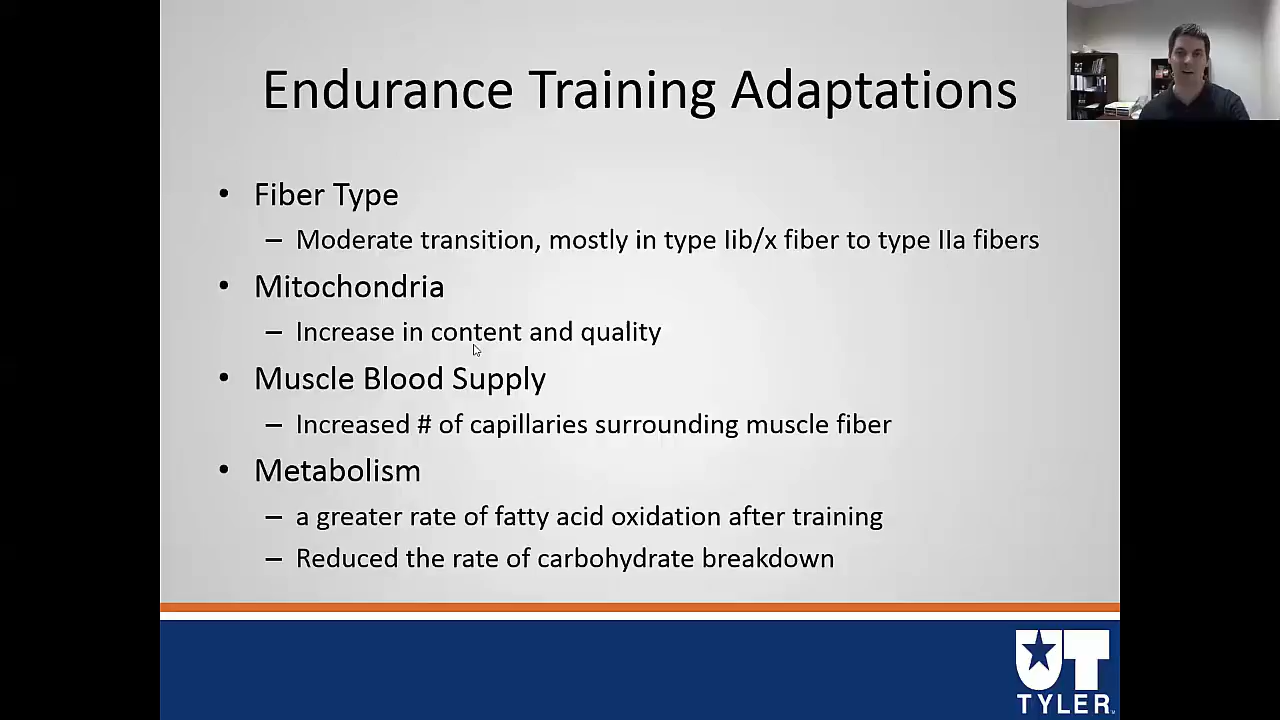 Endurance Training Adaptations
• Fiber Type
– Moderate transition, mostly in type Iib/x fiber to type IIa fibers
• Mitochondria
– Increase in content and quality
• Muscle Blood Supply
– Increased # of capillaries surrounding muscle fiber
• Metabolism
– a greater rate of fatty acid oxidation after training
– Reduced the rate of carbohydrate breakdown
UT
TYLER